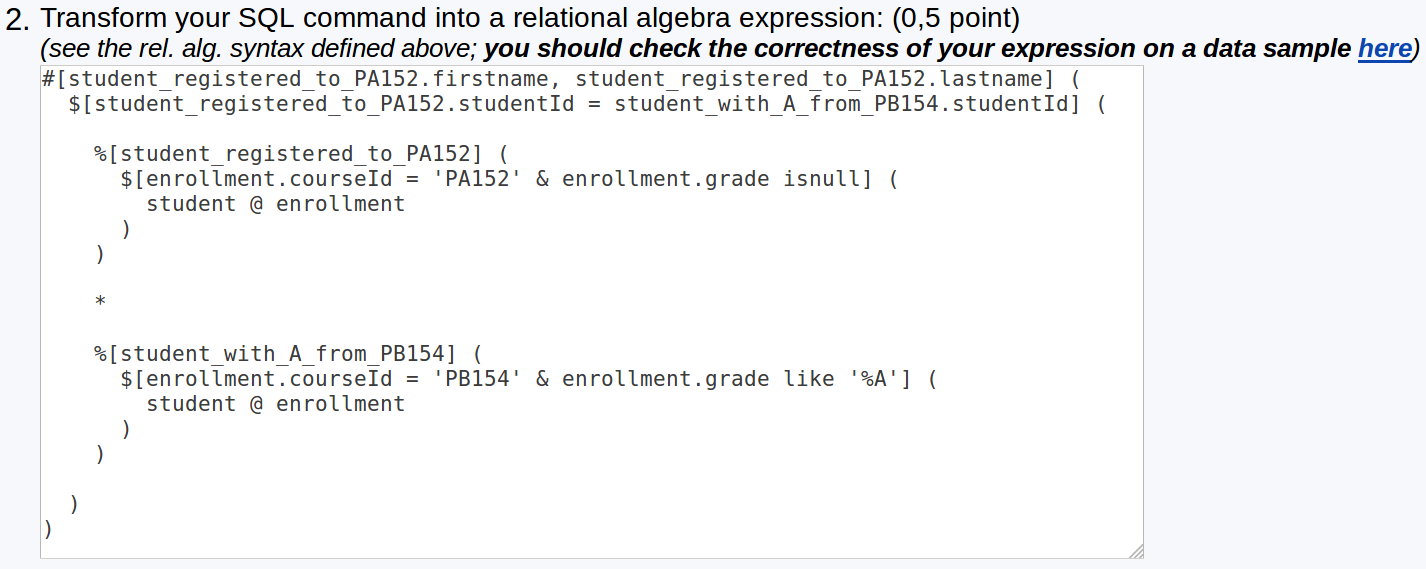 2. Transform your SQL command into a relational algebra expression: (0,5 point)
(see the rel. alg. syntax defined above; you should check the correctness of your expression on a data sample here)
#[student_registered_to_PA152.firstname, student_registered_to_PA152.lastname] (
$[student_registered_to_PA152.studentId = student_with_A_from_PB154.studentId] (
%[student_registered_to_PA152] (
$[enrollment.courseId = 'PA152' & enrollment.grade isnull] (
student @ enrollment
)
)
*
%[student_with_A_from_PB154] (
$[enrollment.courseId = 'PB154' & enrollment.grade like '%A'] (
student @ enrollment
)
)
)
)